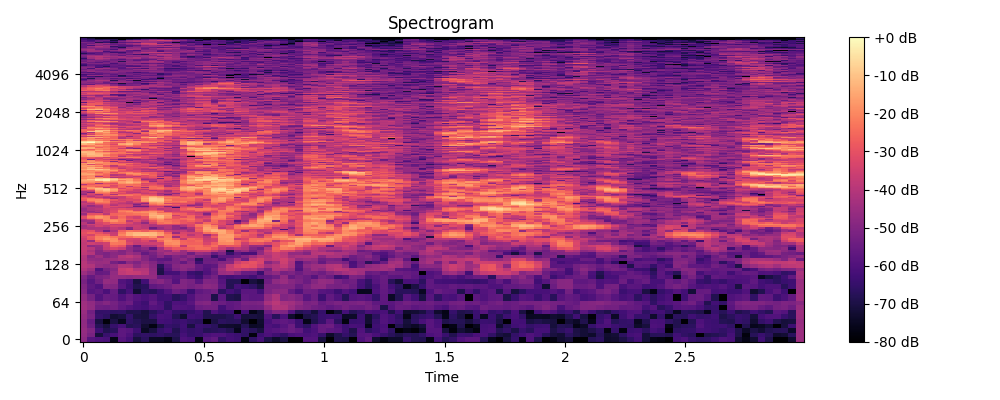 Spectrogram
Hz
4096
2048
1024
512
256
128
64
0
0
0.5
1
1.5
2
2.5
Time
+0 dB
-10 dB
-20 dB
-30 dB
-40 dB
-50 dB
-60 dB
-70 dB
-80 dB